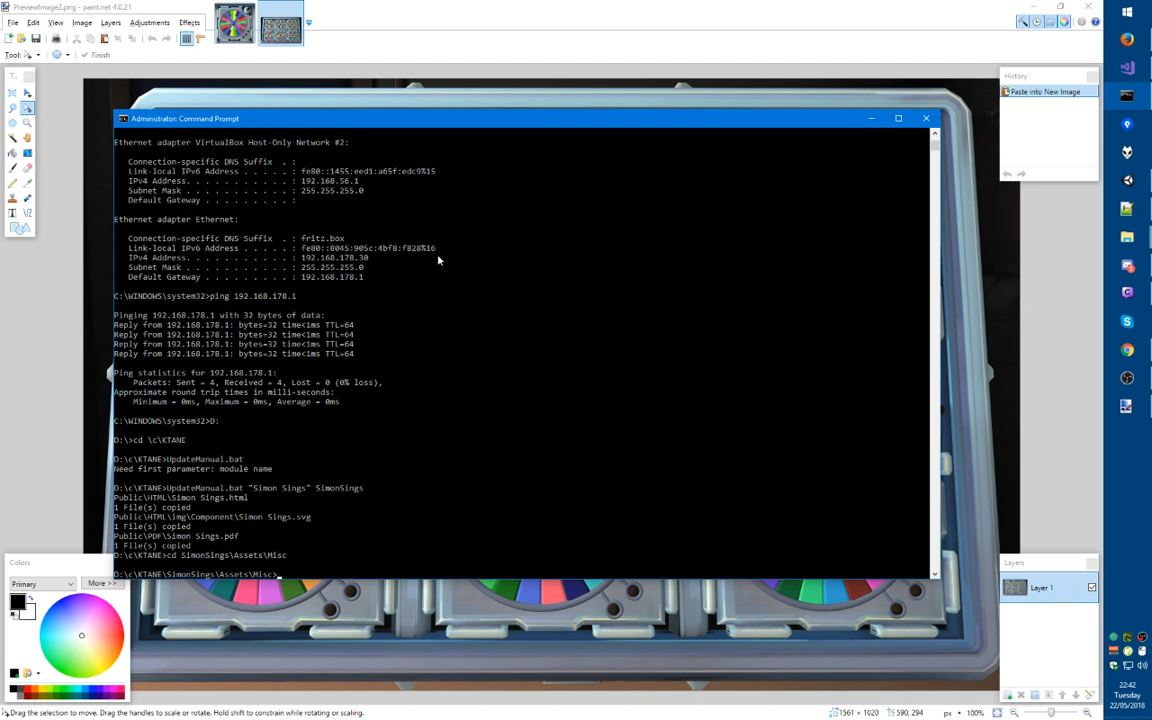 PreviewImage2.png - paint.net 4.0.21
File Edit View Image Layers Adjustments Effects
Tool: Finish
T...
History
Paste into New Image
Administrator: Command Prompt
Ethernet adapter VirtualBox Host-Only Network #2:
Connection-specific DNS Suffix . :
Link-local IPv6 Address . . . . . : fe80::1455:eed1:a65f:edc9%15
IPv4 Address. . . . . . . . . . . : 192.168.56.1
Subnet Mask . . . . . . . . . . . : 255.255.255.0
Default Gateway . . . . . . . . . :
Ethernet adapter Ethernet:
Connection-specific DNS Suffix . : fritz.box
Link-local IPv6 Address . . . . . : fe80::8045:905c:4bf8:f828%16
IPv4 Address. . . . . . . . . . . : 192.168.178.30
Subnet Mask . . . . . . . . . . . : 255.255.255.0
Default Gateway . . . . . . . . . : 192.168.178.1
C:\WINDOWS\system32>ping 192.168.178.1
Pinging 192.168.178.1 with 32 bytes of data:
Reply from 192.168.178.1: bytes=32 time<1ms TTL=64
Reply from 192.168.178.1: bytes=32 time<1ms TTL=64
Reply from 192.168.178.1: bytes=32 time<1ms TTL=64
Reply from 192.168.178.1: bytes=32 time<1ms TTL=64
Ping statistics for 192.168.178.1:
Packets: Sent = 4, Received = 4, Lost = 0 (0% loss),
Approximate round trip times in milli-seconds:
Minimum = 0ms, Maximum = 0ms, Average = 0ms
C:\WINDOWS\system32>D:
D:\>cd \c\KTANE
D:\c\KTANE>UpdateManual.bat
Need first parameter: module name
D:\c\KTANE>UpdateManual.bat "Simon Sings" SimonSings
Public\HTML\Simon Sings.html
1 File(s) copied
Public\HTML\img\Component\Simon Sings.svg
1 File(s) copied
Public\PDF\Simon Sings.pdf
1 File(s) copied
D:\c\KTANE>cd SimonSings\Assets\Misc
D:\c\KTANE\SimonSings\Assets\Misc>_
Colors
Primary More >>
Layers
Layer 1
Drag the selection to move. Drag the handles to scale or rotate. Hold shift to constrain while rotating or scaling.
1561 × 1020 590, 294 px 100%
22:42
Tuesday
22/05/2018